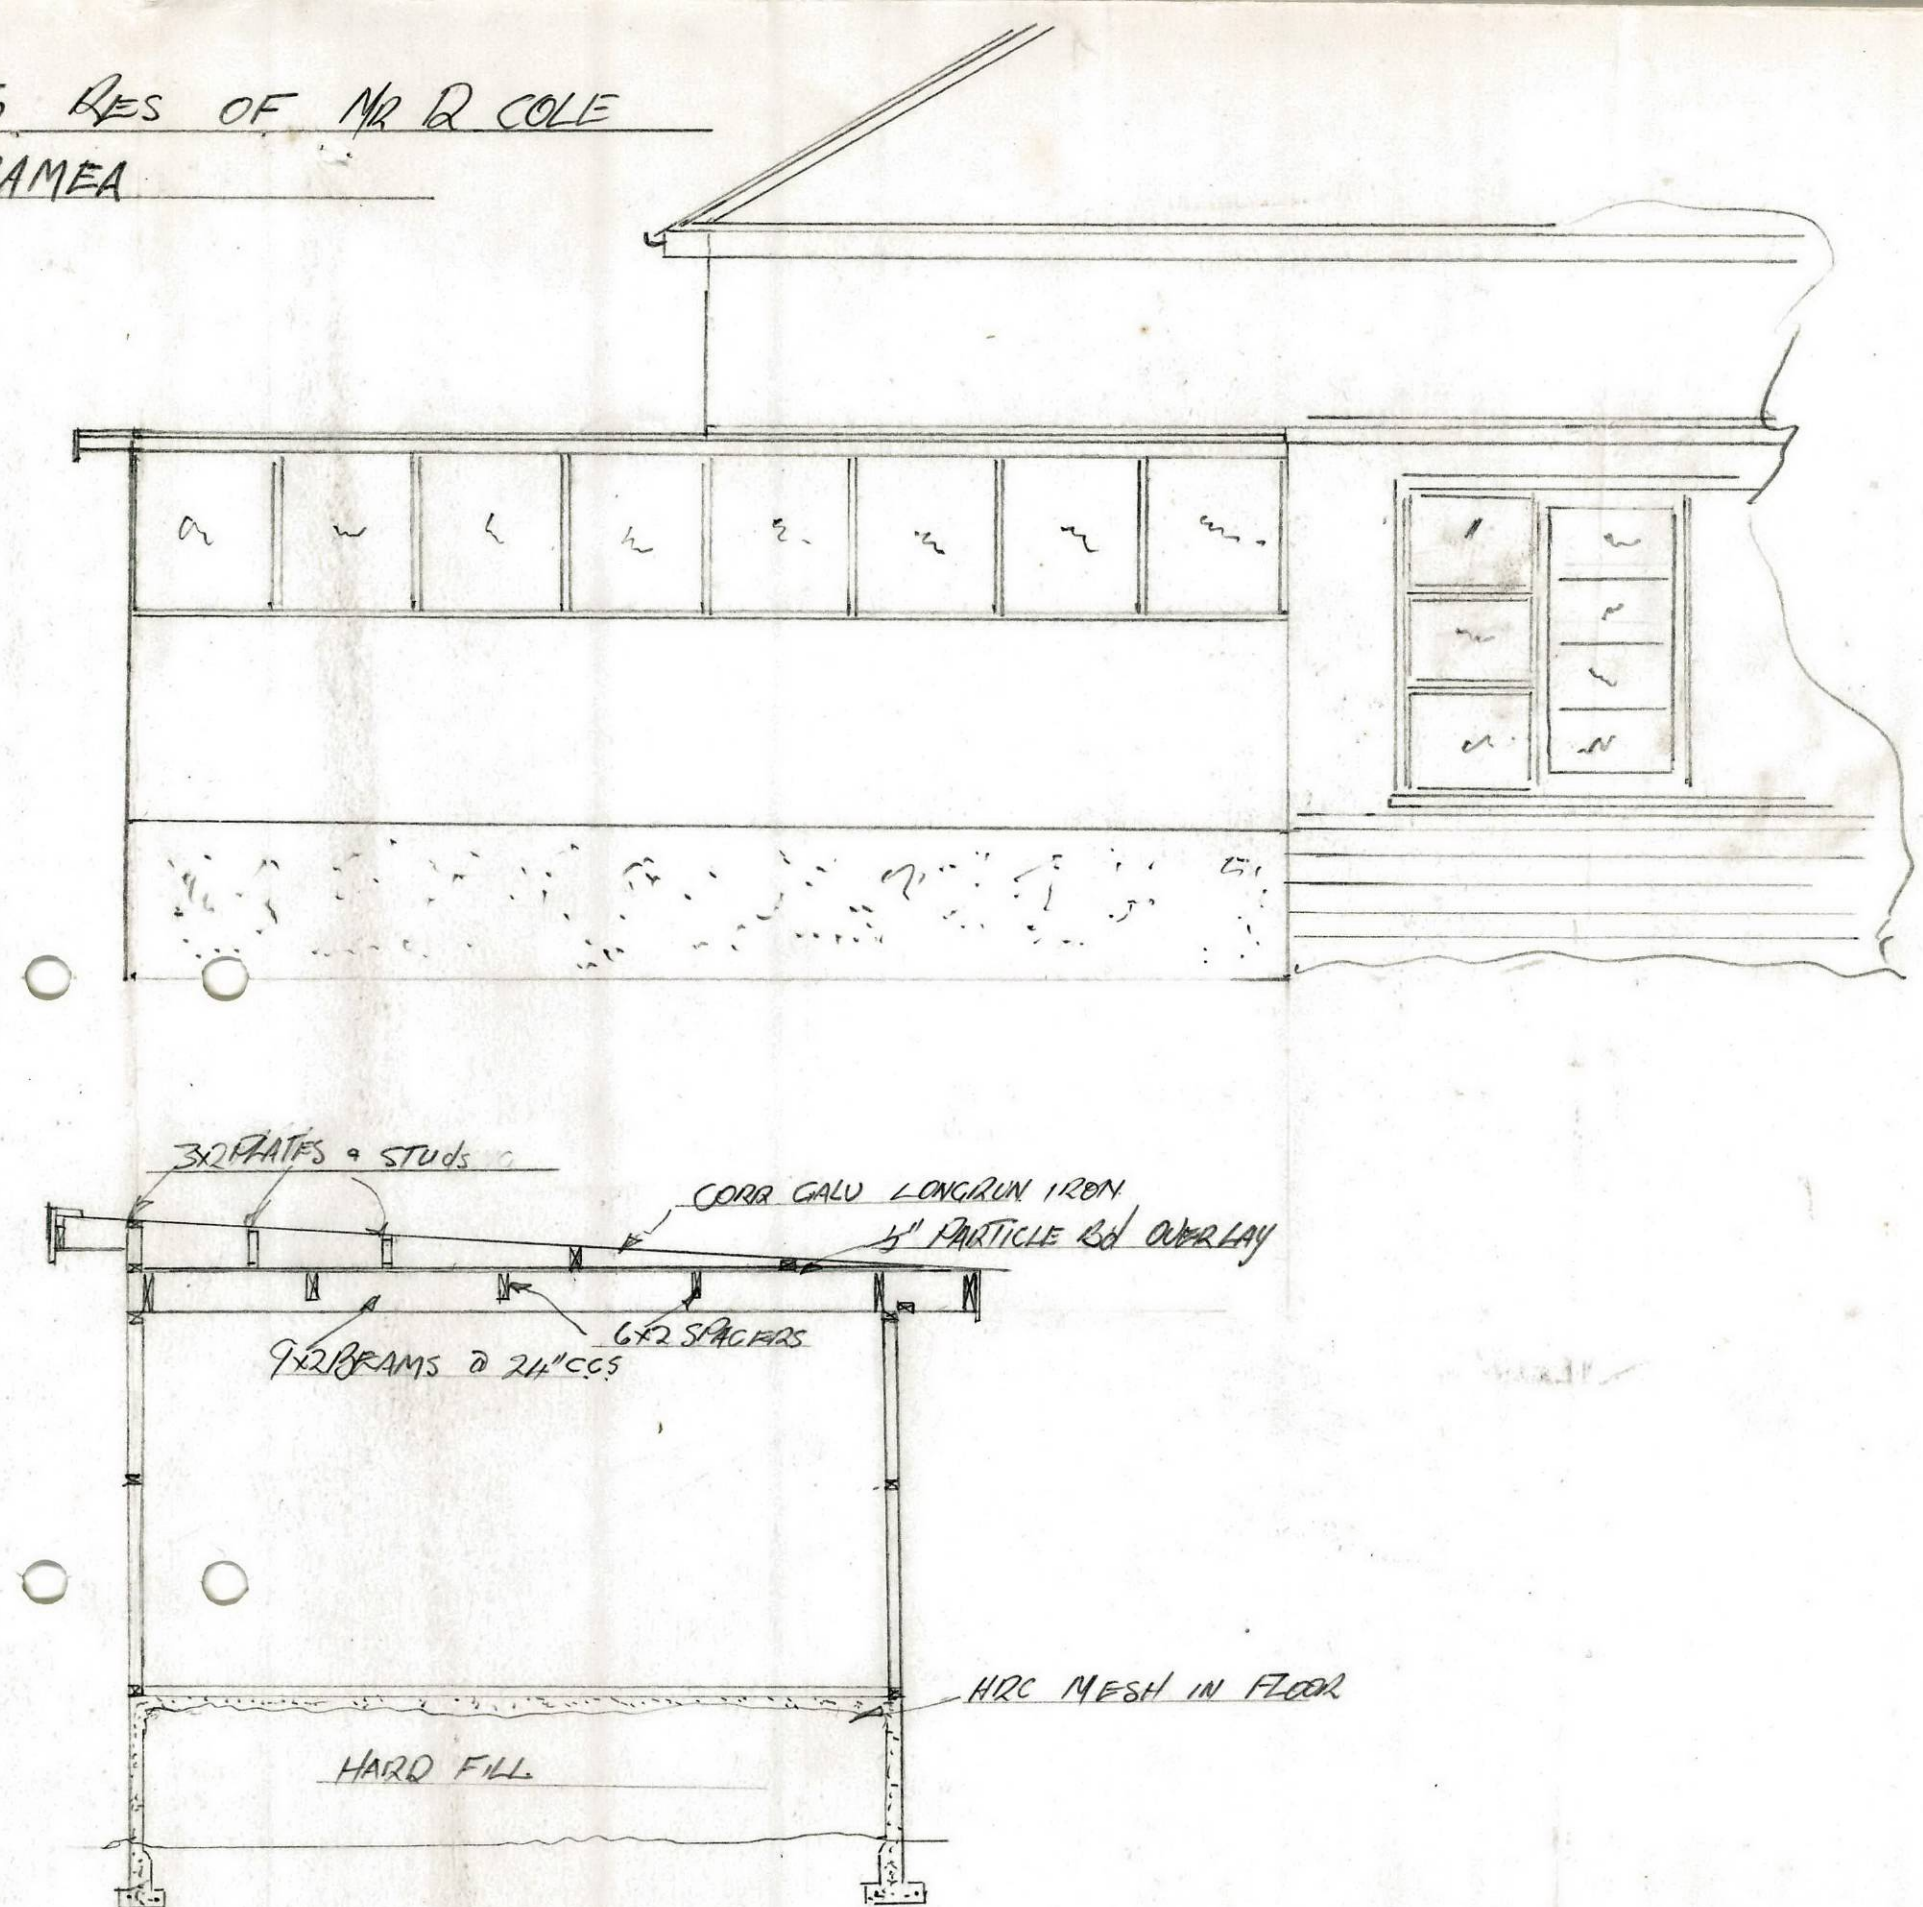 RES OF MR R COLE
AMEA
3x2 PLATES & STUdS
CORR GALV LONGRUN IRON
PARTICLE Bd OVERLAY
6x2 SPACERS
9x2 BEAMS @ 24" CCS
HRC MESH IN FLOOR
HARD FILL